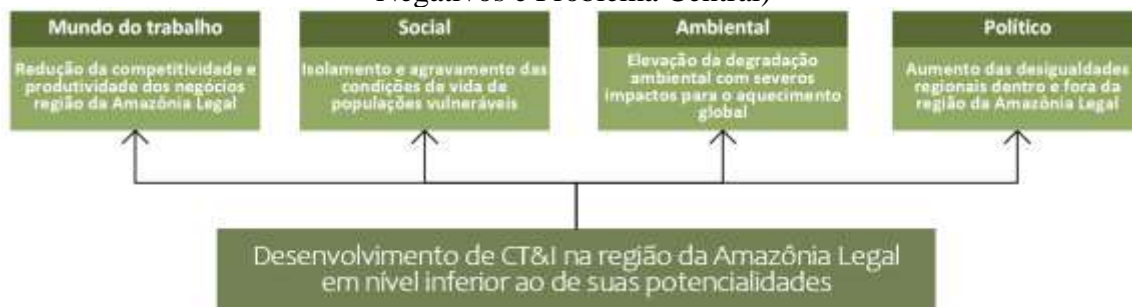 Negativos e Problema Central)
Mundo do trabalho
Redução da competitividade e
produtividade dos negócios
região da Amazônia Legal
Social
Isolamento e agravamento das
condições de vida de
populações vulneráveis
Ambiental
Elevação da degradação
ambiental com severos
impactos para o aquecimento
global
Político
Aumento das desigualdades
regionais dentro e fora da
região da Amazônia Legal
Desenvolvimento de CT&I na região da Amazônia Legal
em nível inferior ao de suas potencialidades